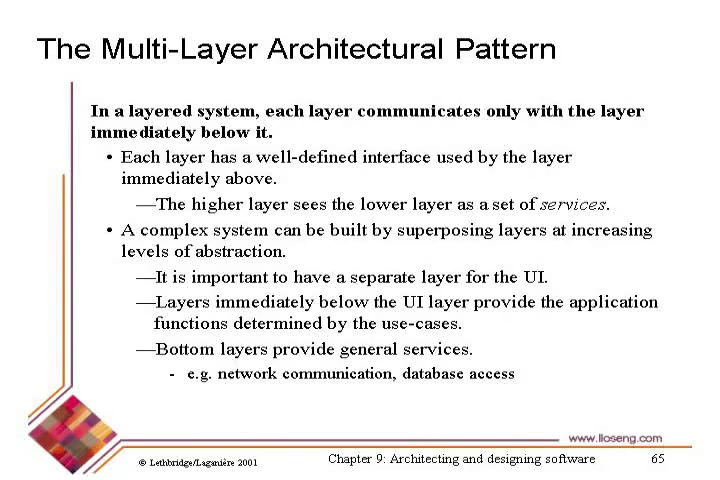 The Multi-Layer Architectural Pattern
In a layered system, each layer communicates only with the layer
immediately below it.
• Each layer has a well-defined interface used by the layer
immediately above.
—The higher layer sees the lower layer as a set of services.
• A complex system can be built by superposing layers at increasing
levels of abstraction.
—It is important to have a separate layer for the UI.
—Layers immediately below the UI layer provide the application
functions determined by the use-cases.
—Bottom layers provide general services.
- e.g. network communication, database access
www.lloseng.com
© Lethbridge/Laganière 2001
Chapter 9: Architecting and designing software
65